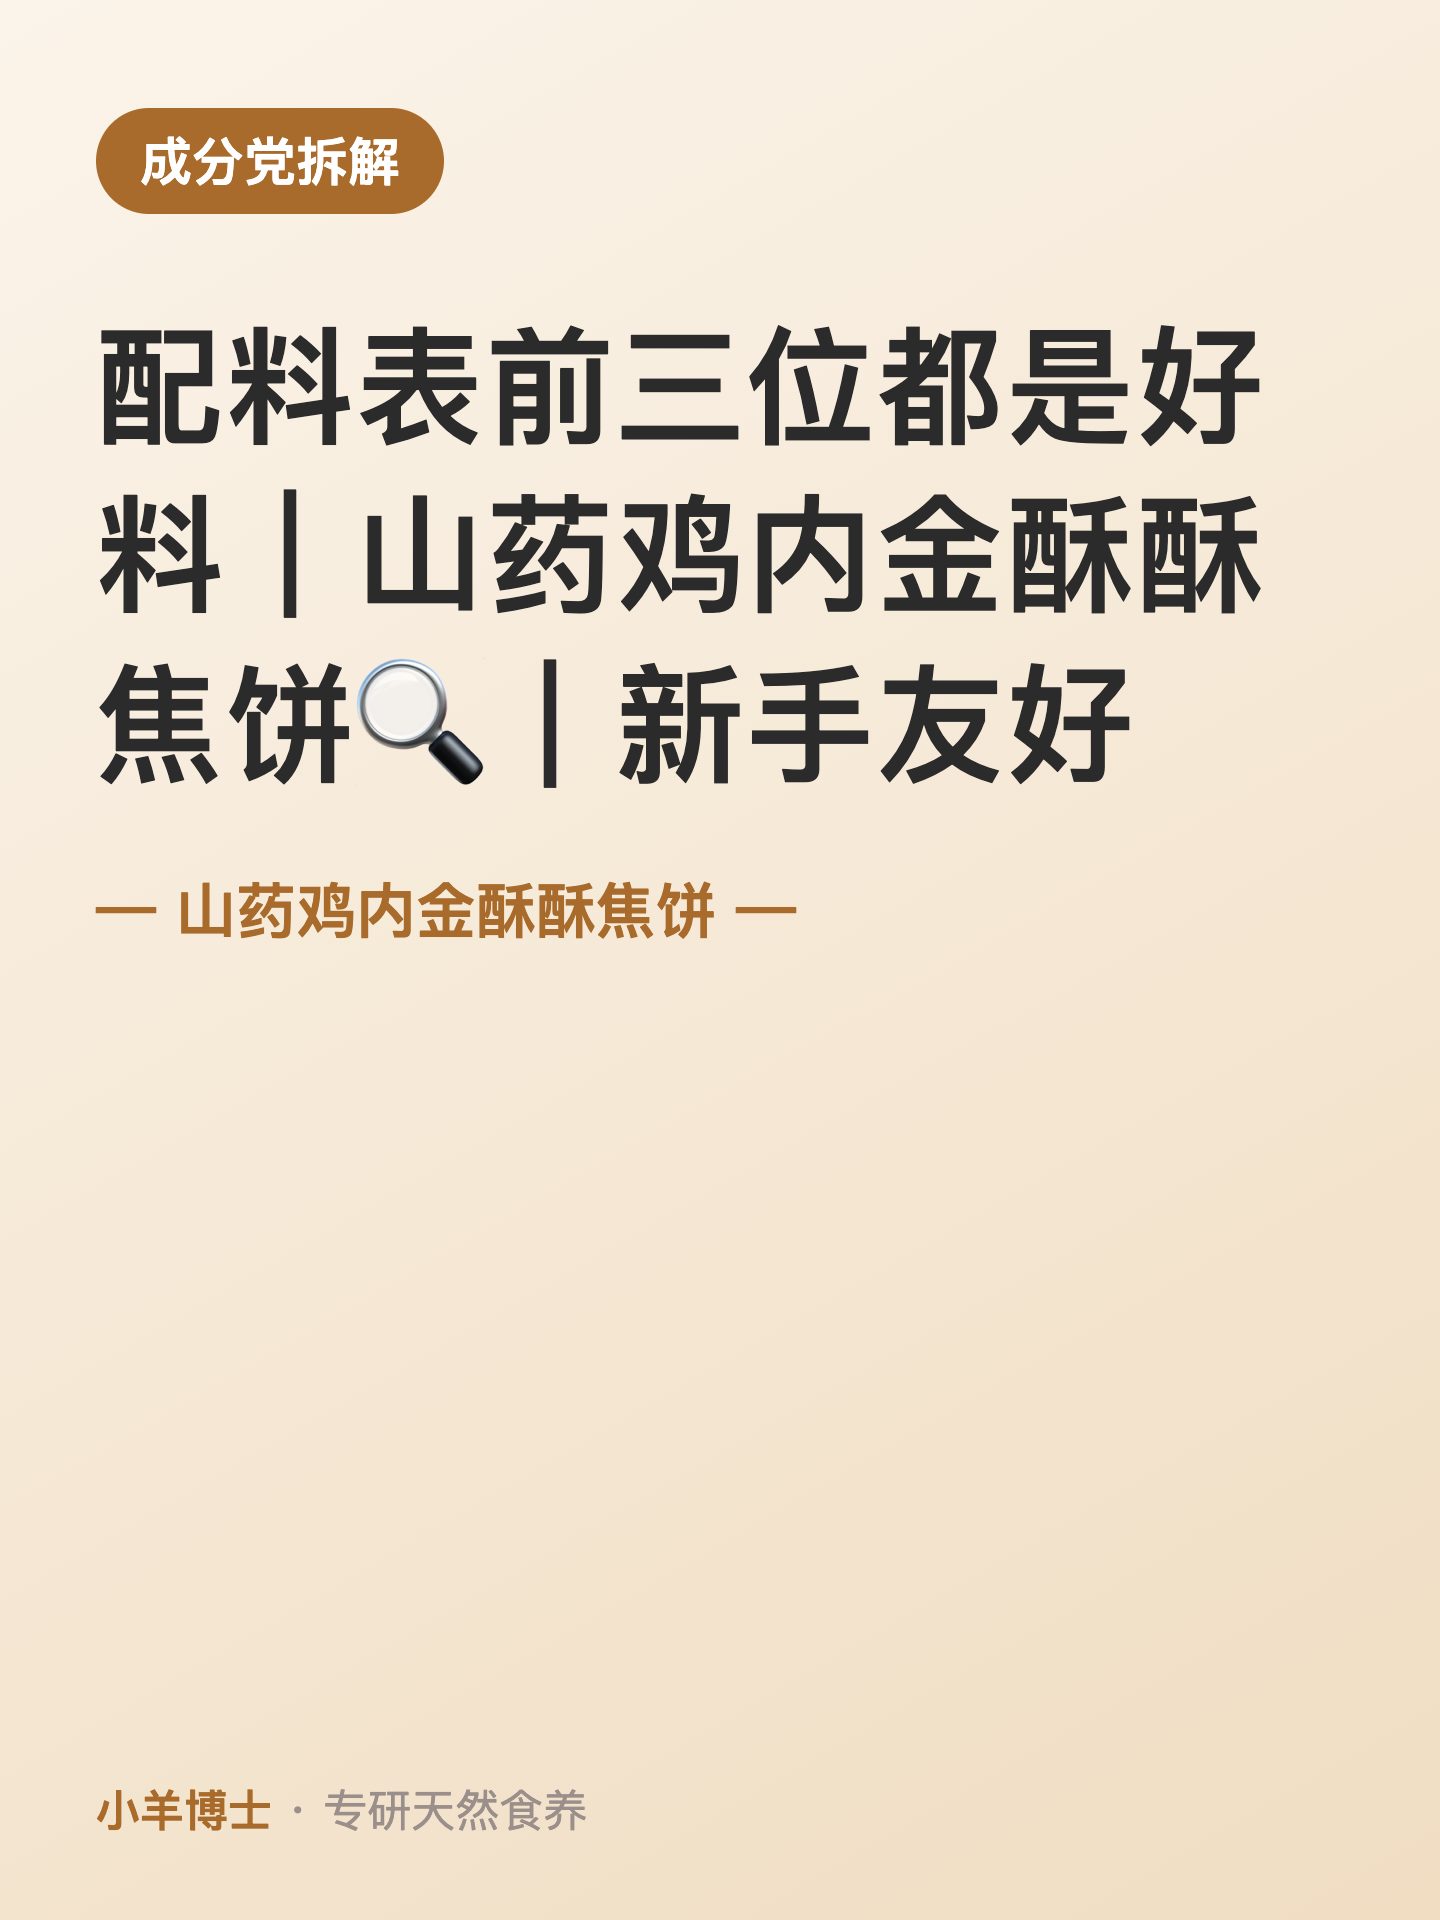 成分党拆解
配料表前三位都是好
料｜山药鸡内金酥酥
焦饼🔍｜新手友好
— 山药鸡内金酥酥焦饼 —
小羊博士 · 专研天然食养